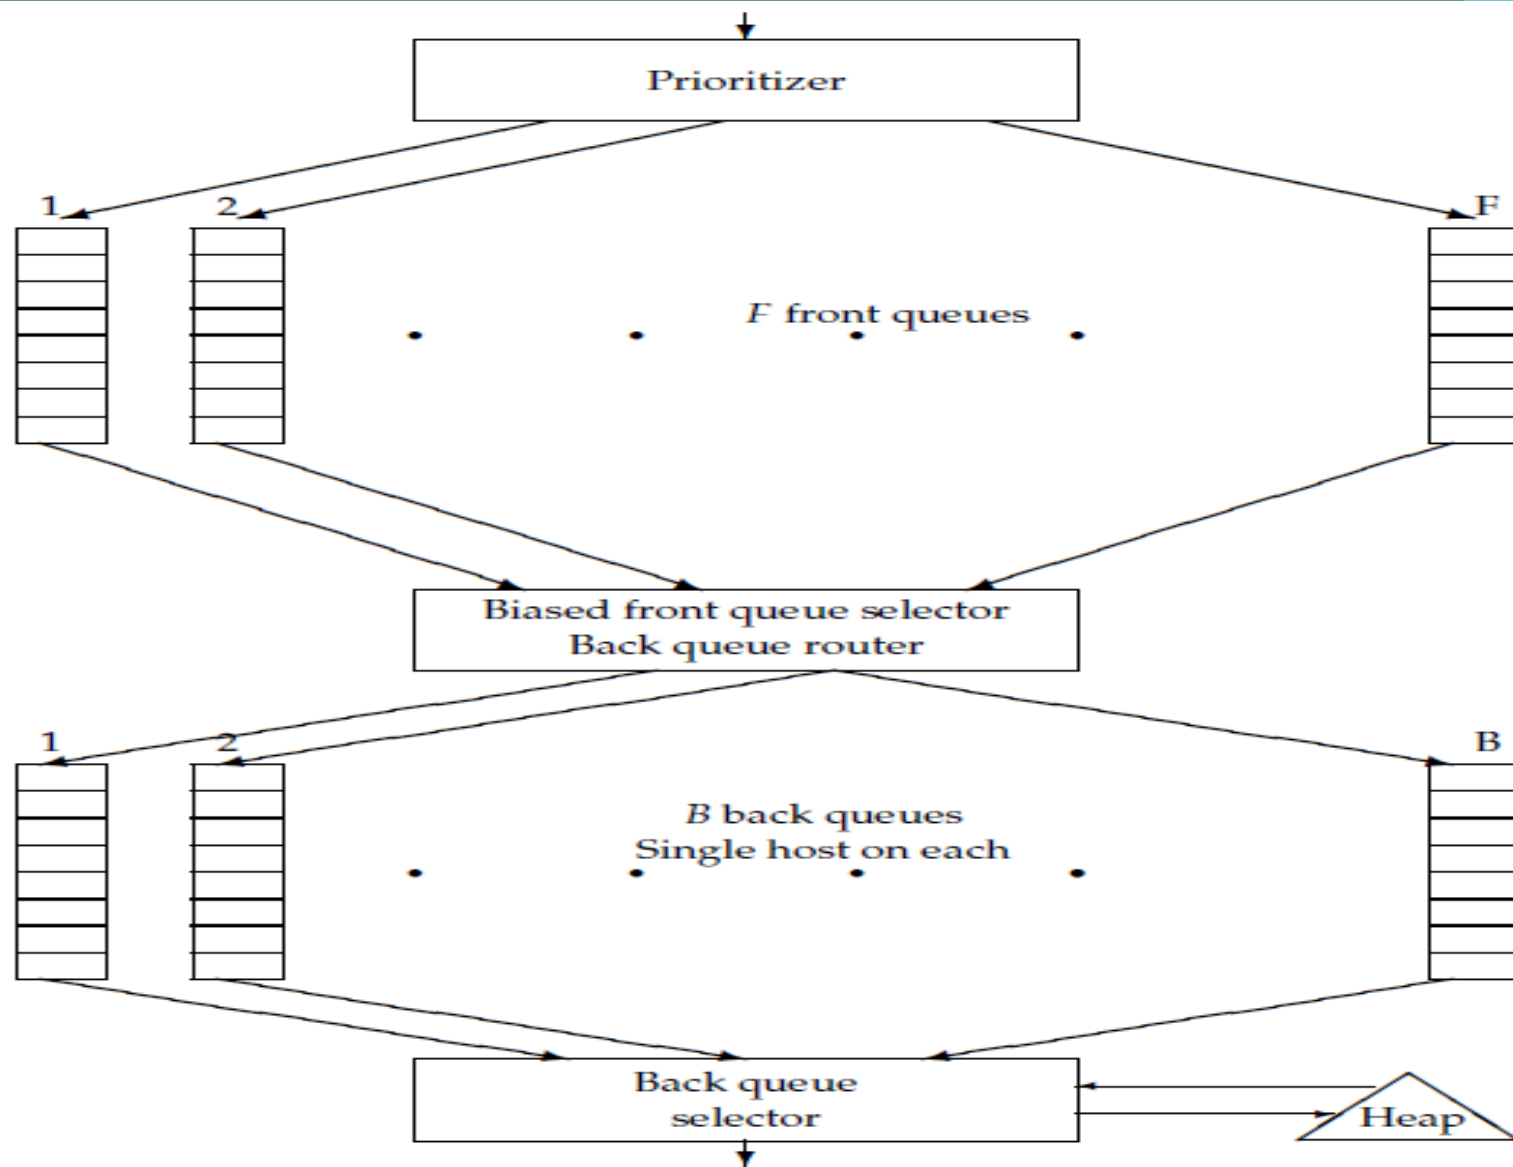 Prioritizer
1
2
F
F front queues
Biased front queue selector
Back queue router
1
2
B
B back queues
Single host on each
Back queue
selector
Heap